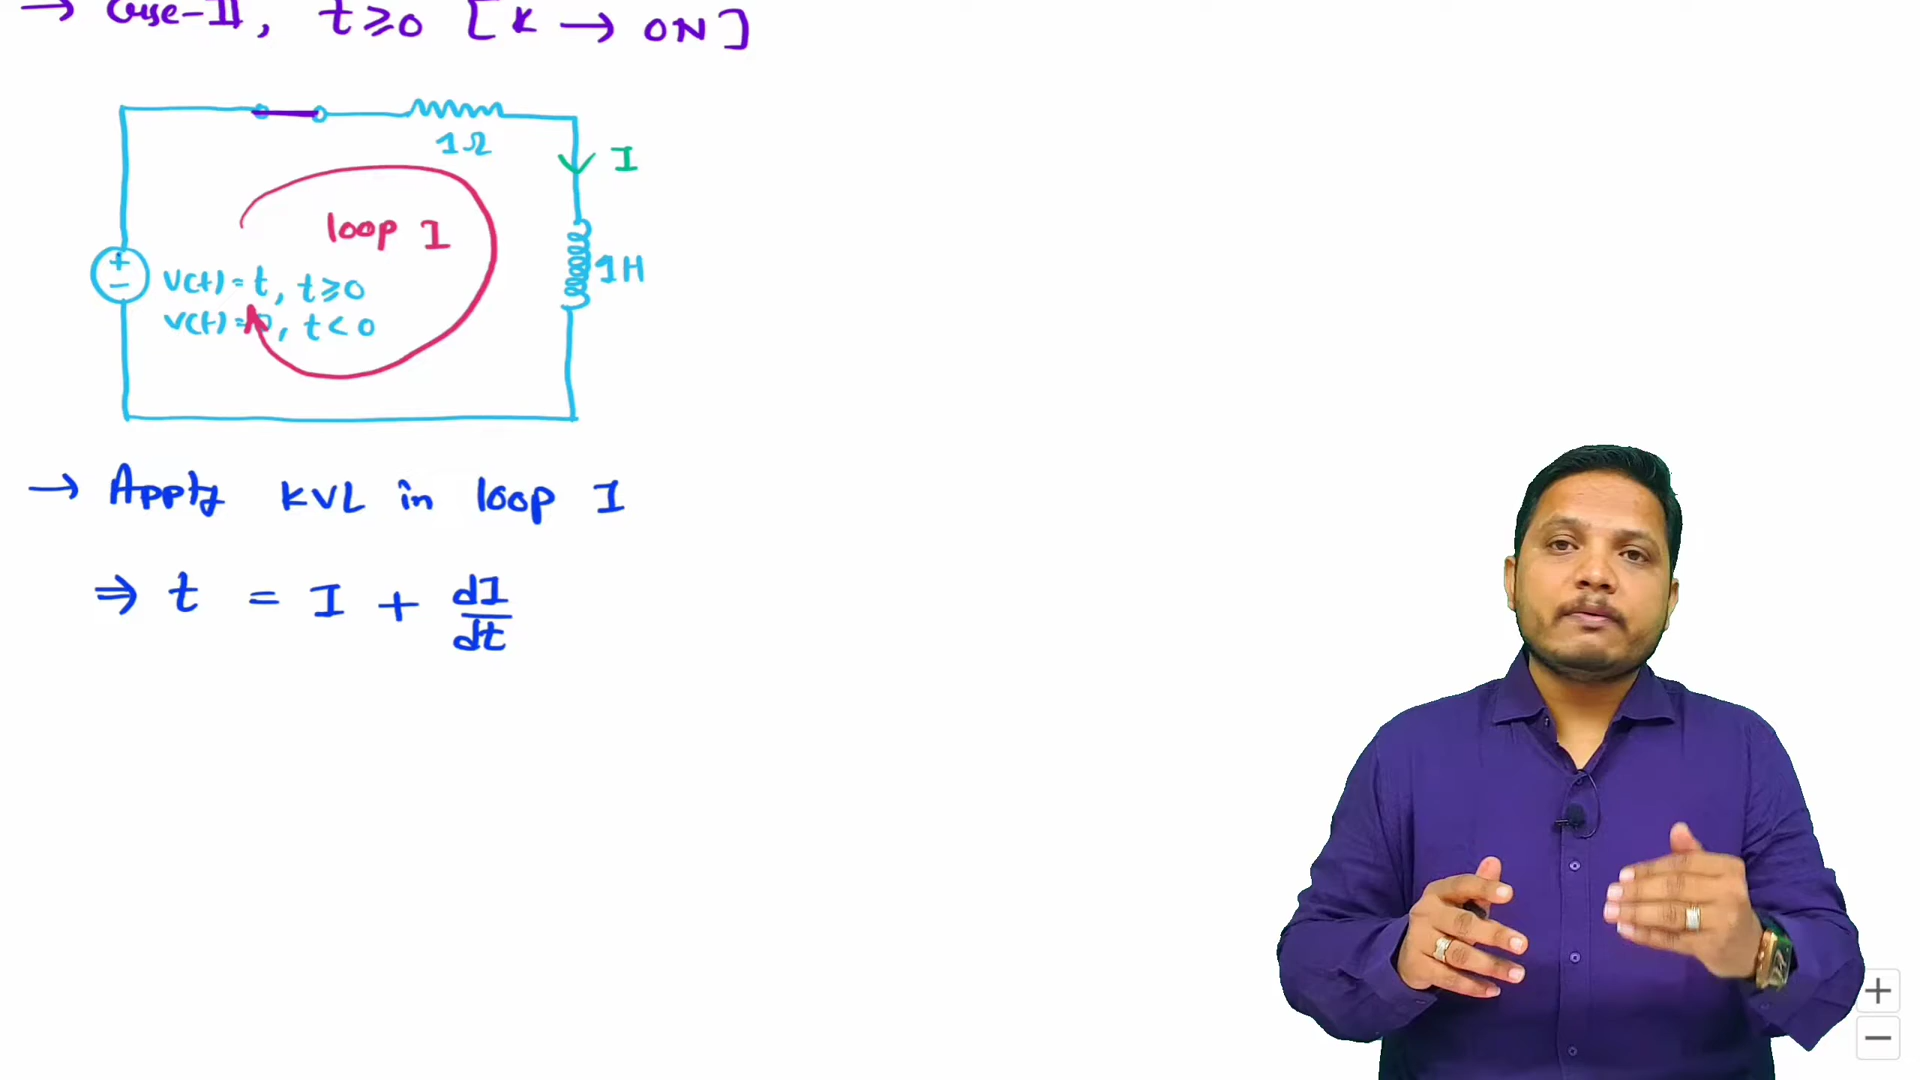 → Case-II, t ≥ 0 [K → ON]
1Ω
I
loop I
+
−
V(t) = t, t ≥ 0
V(t) = 0, t < 0
1H
→ Apply KVL in loop I
⇒ t = I + dI/dt
+
−